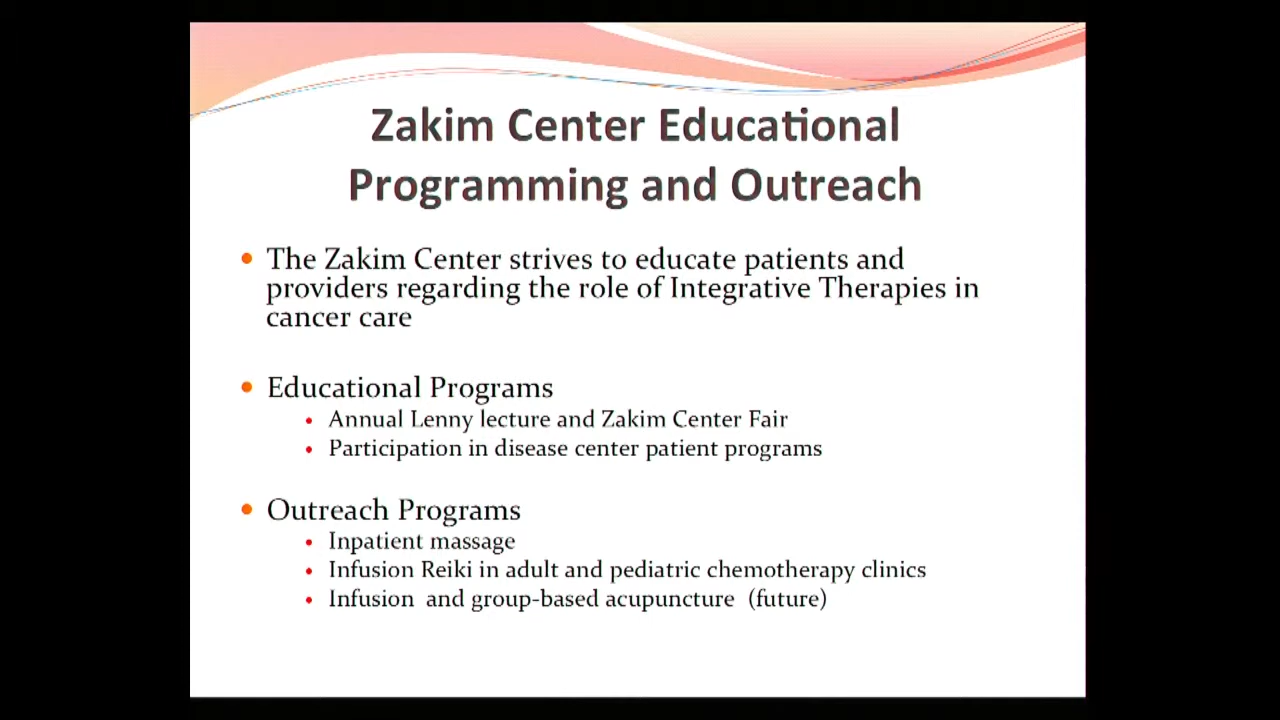 Zakim Center Educational
Programming and Outreach
• The Zakim Center strives to educate patients and
providers regarding the role of Integrative Therapies in
cancer care
• Educational Programs
• Annual Lenny lecture and Zakim Center Fair
• Participation in disease center patient programs
• Outreach Programs
• Inpatient massage
• Infusion Reiki in adult and pediatric chemotherapy clinics
• Infusion  and group-based acupuncture  (future)